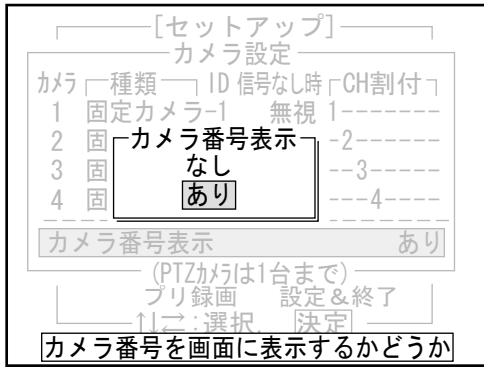 [セットアップ]
カメラ設定
カメラ 種類 ID 信号なし時 CH割付
1 固定カメラ-1 無視 1-------
2 固 -2-----
3 固 --3----
4 固 ---4---
カメラ番号表示
なし
あり
カメラ番号表示 あり
(PTZカメラは1台まで)
プリ録画 設定&終了
↑↓⇄:選択. 決定
カメラ番号を画面に表示するかどうか